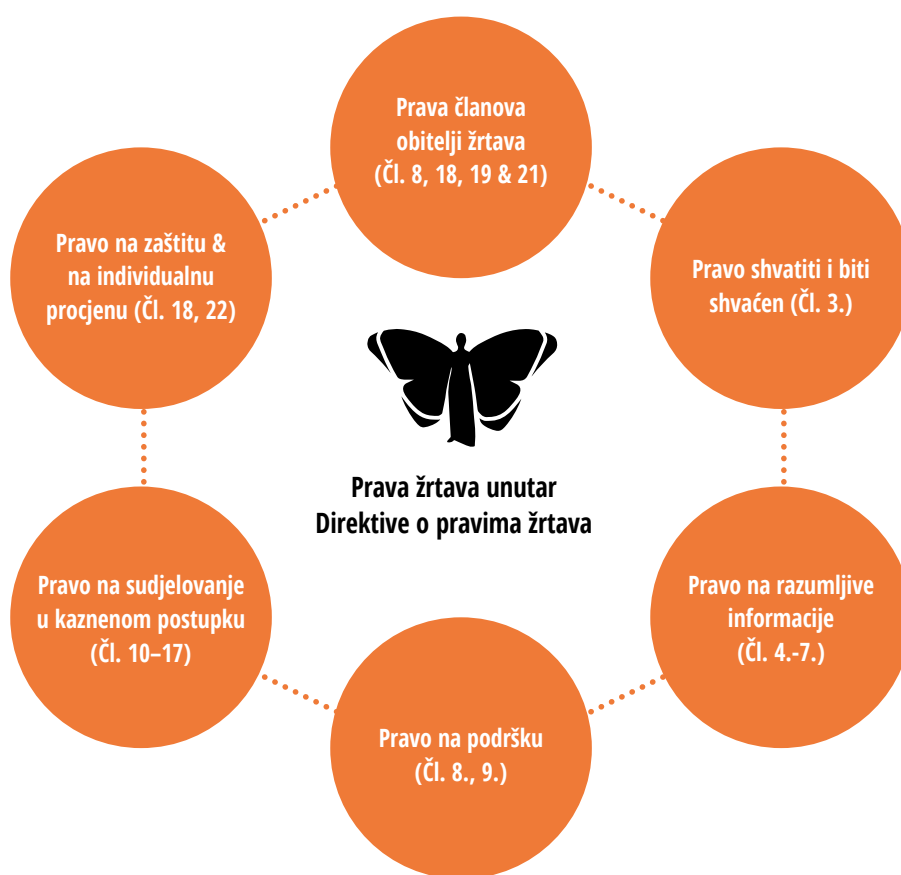 Prava članova
obitelji žrtava
(Čl. 8, 18, 19 & 21)
Pravo shvatiti i biti
shvaćen (Čl. 3.)
Pravo na razumljive
informacije
(Čl. 4.-7.)
Pravo na podršku
(Čl. 8., 9.)
Pravo na sudjelovanje
u kaznenom postupku
(Čl. 10–17)
Pravo na zaštitu &
na individualnu
procjenu (Čl. 18, 22)
Prava žrtava unutar
Direktive o pravima žrtava